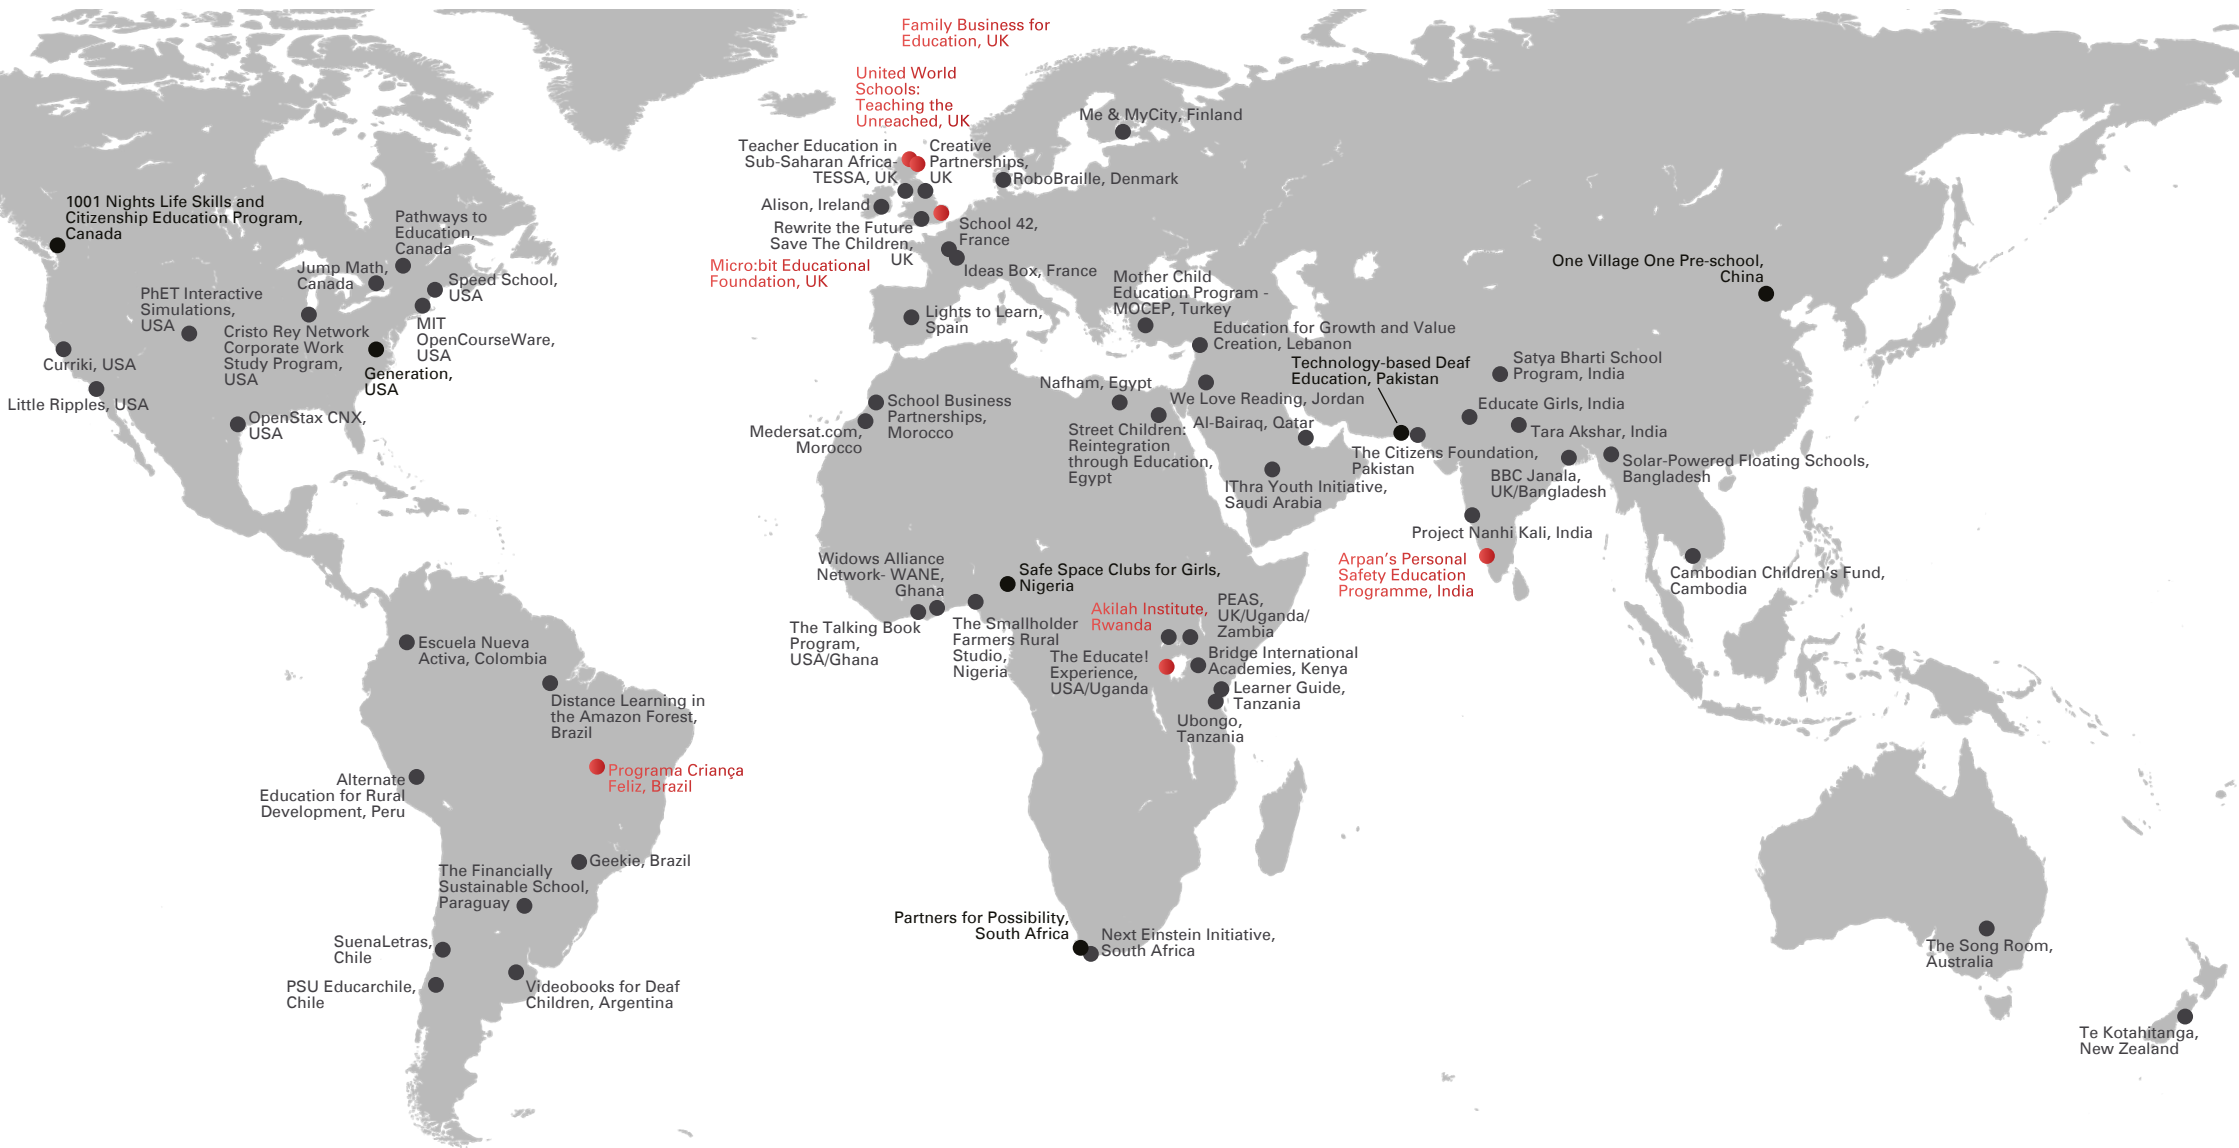 Family Business for
Education, UK
United World
Schools:
Teaching the
Unreached, UK
Me & MyCity, Finland
Teacher Education in
Sub-Saharan Africa-
TESSA, UK
Creative
Partnerships,
UK
RoboBraille, Denmark
Alison, Ireland
Rewrite the Future
Save The Children,
UK
School 42,
France
Micro:bit Educational
Foundation, UK
Ideas Box, France
Lights to Learn,
Spain
Mother Child
Education Program -
MOCEP, Turkey
Education for Growth and Value
Creation, Lebanon
Technology-based Deaf
Education, Pakistan
One Village One Pre-school,
China
1001 Nights Life Skills and
Citizenship Education Program,
Canada
Pathways to
Education,
Canada
Jump Math,
Canada
Speed School,
USA
PhET Interactive
Simulations,
USA
MIT
OpenCourseWare,
USA
Cristo Rey Network
Corporate Work
Study Program,
USA
Curriki, USA
Generation,
USA
Little Ripples, USA
OpenStax CNX,
USA
Satya Bharti School
Program, India
Educate Girls, India
Tara Akshar, India
Nafham, Egypt
We Love Reading, Jordan
School Business
Partnerships,
Morocco
Medersat.com,
Morocco
Street Children:
Reintegration
through Education,
Egypt
Al-Bairaq, Qatar
The Citizens Foundation,
Pakistan
IThra Youth Initiative,
Saudi Arabia
BBC Janala,
UK/Bangladesh
Solar-Powered Floating Schools,
Bangladesh
Project Nanhi Kali, India
Arpan's Personal
Safety Education
Programme, India
Cambodian Children's Fund,
Cambodia
Widows Alliance
Network- WANE,
Ghana
Safe Space Clubs for Girls,
Nigeria
The Talking Book
Program,
USA/Ghana
The Smallholder
Farmers Rural
Studio,
Nigeria
Akilah Institute,
Rwanda
PEAS,
UK/Uganda/
Zambia
The Educate!
Experience,
USA/Uganda
Bridge International
Academies, Kenya
Learner Guide,
Tanzania
Ubongo,
Tanzania
Escuela Nueva
Activa, Colombia
Distance Learning in
the Amazon Forest,
Brazil
Programa Criança
Feliz, Brazil
Alternate
Education for Rural
Development, Peru
Geekie, Brazil
The Financially
Sustainable School,
Paraguay
SuenaLetras,
Chile
PSU Educarchile,
Chile
Videobooks for Deaf
Children, Argentina
Partners for Possibility,
South Africa
Next Einstein Initiative,
South Africa
The Song Room,
Australia
Te Kotahitanga,
New Zealand